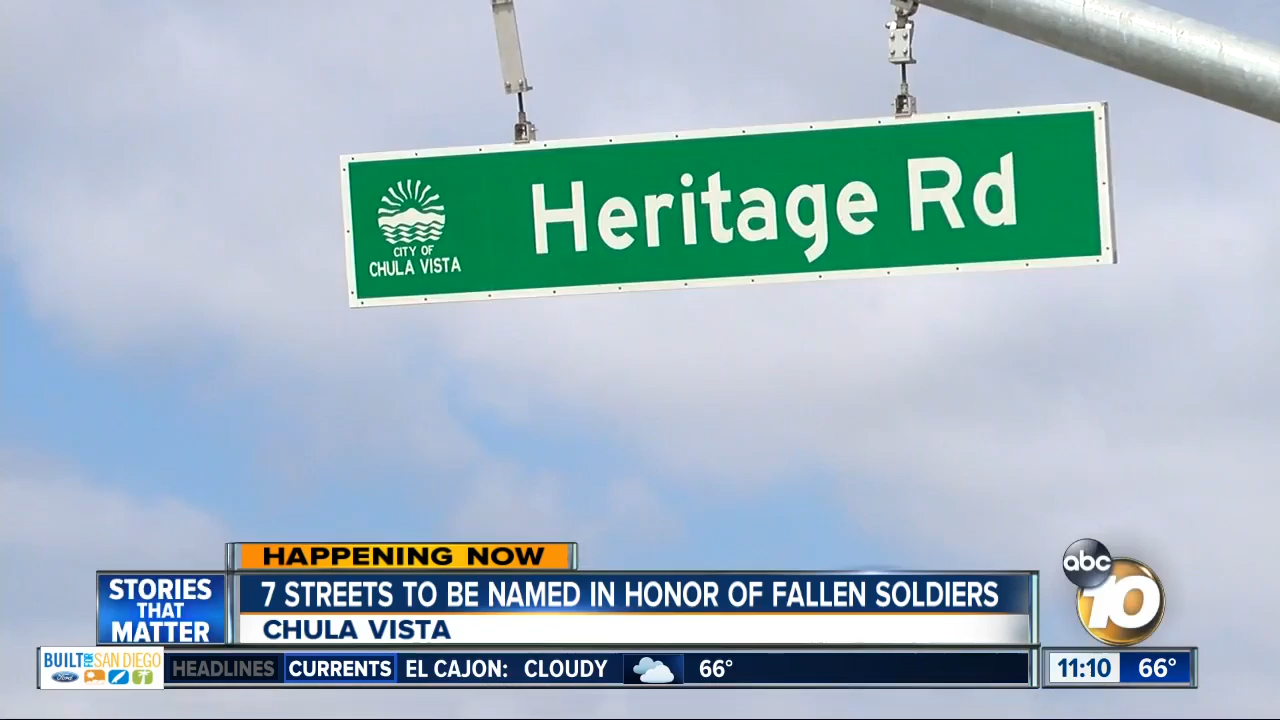 Heritage Rd
CITY OF
CHULA VISTA
HAPPENING NOW
STORIES
THAT
MATTER
7 STREETS TO BE NAMED IN HONOR OF FALLEN SOLDIERS
CHULA VISTA
abc
10
BUILT FOR SAN DIEGO
Ford
HEADLINES
CURRENTS
EL CAJON: CLOUDY 66°
11:10 66°